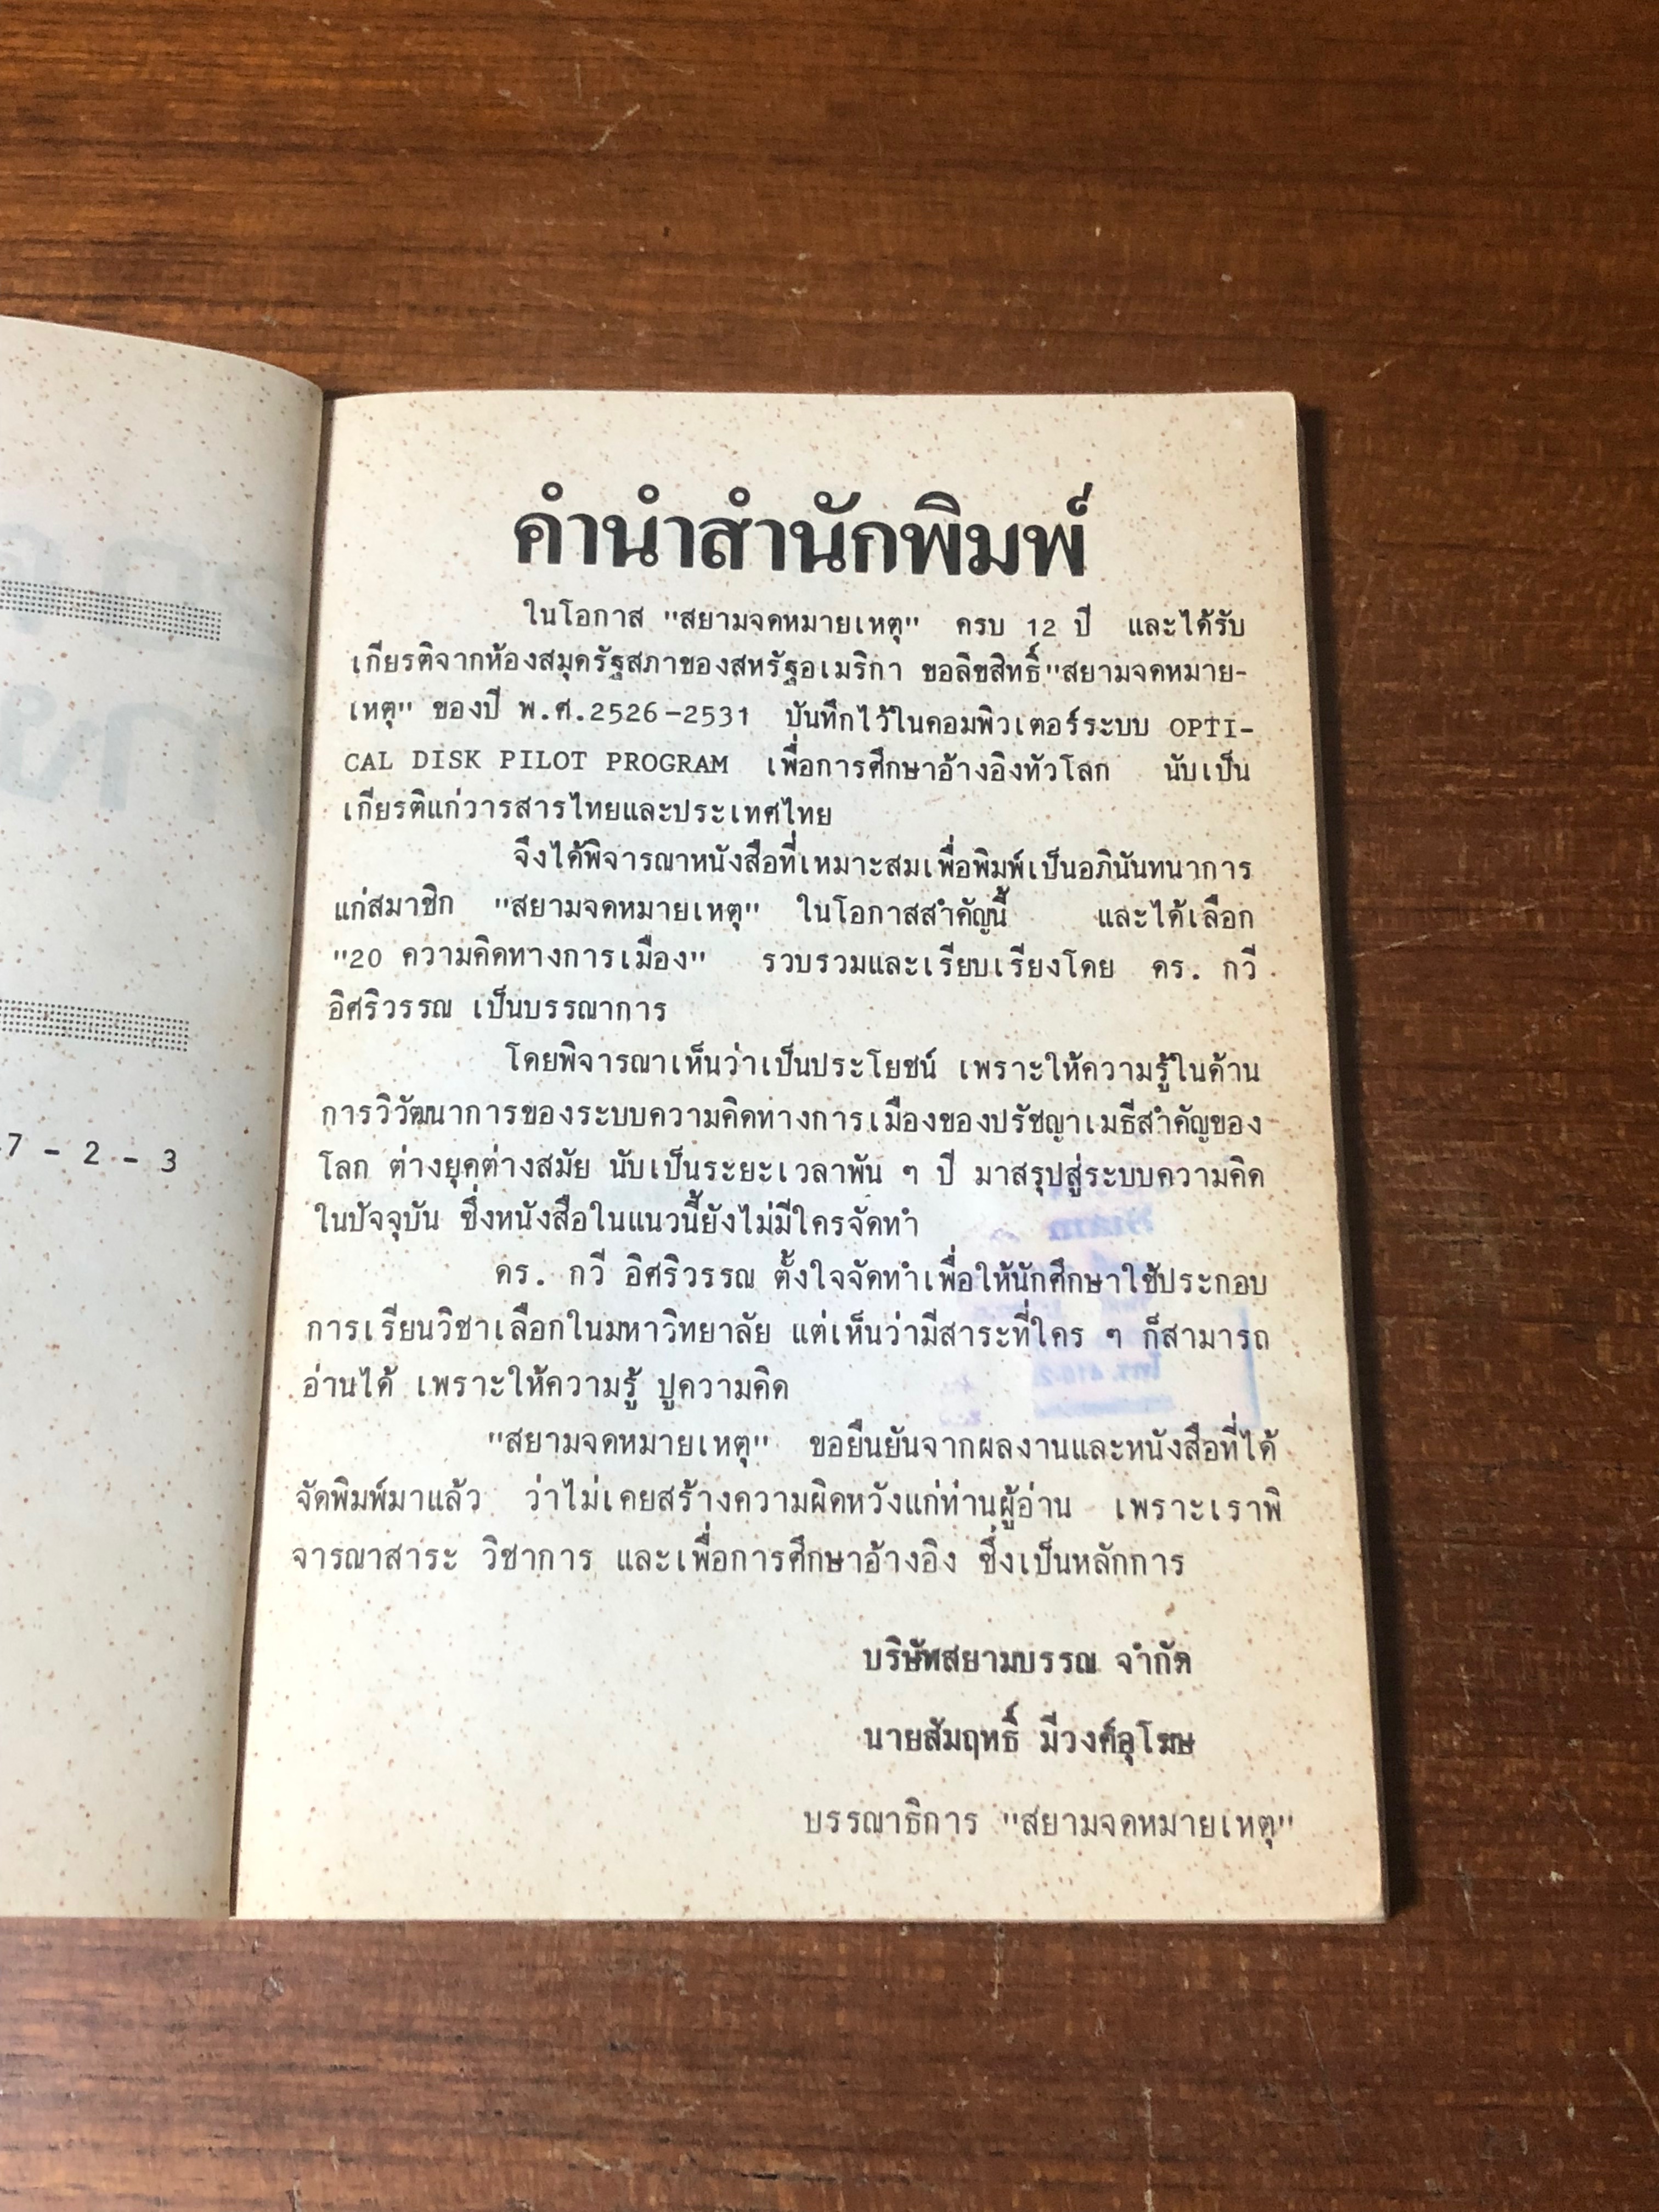 7 - 2 - 3
คำนำสำนักพิมพ์
ในโอกาส "สยามจดหมายเหตุ" ครบ 12 ปี และได้รับ
เกียรติจากห้องสมุดรัฐสภาของสหรัฐอเมริกา ขอลิขสิทธิ์"สยามจดหมาย-
เหตุ" ของปี พ.ศ.2526-2531 บันทึกไว้ในคอมพิวเตอร์ระบบ OPTI-
CAL DISK PILOT PROGRAM เพื่อการศึกษาอ้างอิงทั่วโลก นับเป็น
เกียรติแก่วารสารไทยและประเทศไทย
จึงได้พิจารณาหนังสือที่เหมาะสมเพื่อพิมพ์เป็นอภินันทนาการ
แก่สมาชิก "สยามจดหมายเหตุ" ในโอกาสสำคัญนี้ และได้เลือก
"20 ความคิดทางการเมือง" รวบรวมและเรียบเรียงโดย ดร. กวี
อิศริวรรณ เป็นบรรณาการ
โดยพิจารณาเห็นว่าเป็นประโยชน์ เพราะให้ความรู้ในด้าน
การวิวัฒนาการของระบบความคิดทางการเมืองของปรัชญาเมธีสำคัญของ
โลก ต่างยุคต่างสมัย นับเป็นระยะเวลาพัน ๆ ปี มาสรุปสู่ระบบความคิด
ในปัจจุบัน ซึ่งหนังสือในแนวนี้ยังไม่มีใครจัดทำ
ดร. กวี อิศริวรรณ ตั้งใจจัดทำเพื่อให้นักศึกษาใช้ประกอบ
การเรียนวิชาเลือกในมหาวิทยาลัย แต่เห็นว่ามีสาระที่ใคร ๆ ก็สามารถ
อ่านได้ เพราะให้ความรู้ ปูความคิด
"สยามจดหมายเหตุ" ขอยืนยันจากผลงานและหนังสือที่ได้
จัดพิมพ์มาแล้ว ว่าไม่เคยสร้างความผิดหวังแก่ท่านผู้อ่าน เพราะเราพิ
จารณาสาระ วิชาการ และเพื่อการศึกษาอ้างอิง ซึ่งเป็นหลักการ
บริษัทสยามบรรณ จำกัด
นายสัมฤทธิ์ มีวงศ์อุโฆษ
บรรณาธิการ "สยามจดหมายเหตุ"